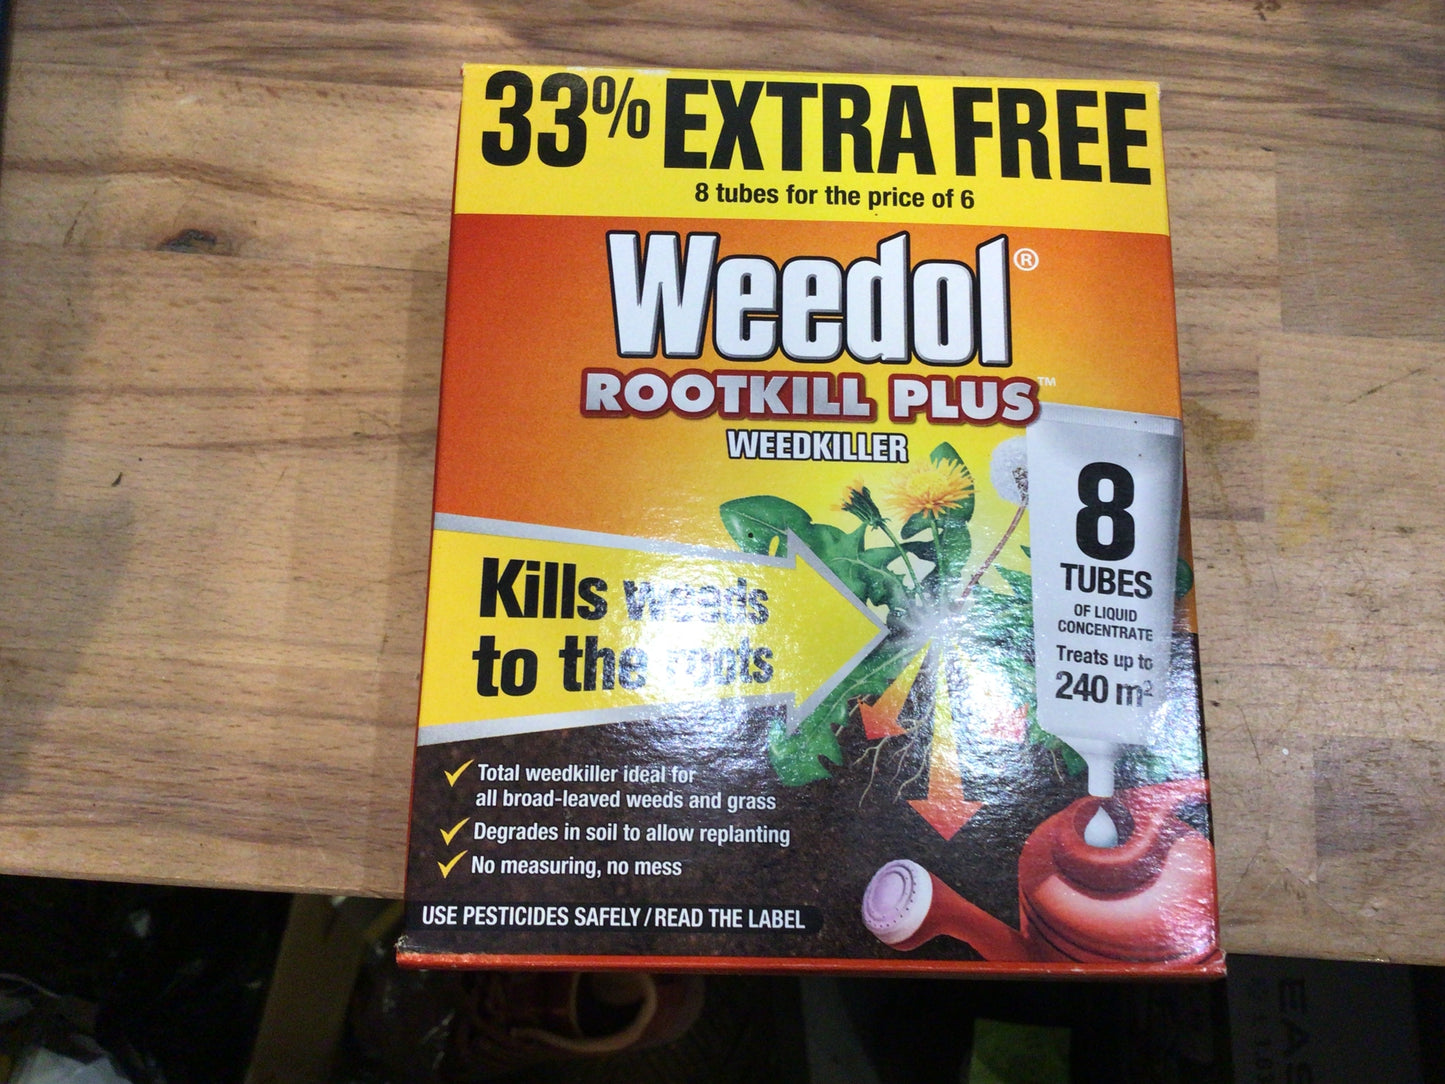 33% EXTRA FREE
8 tubes for the price of 6
Weedol®
ROOTKILL PLUS™
WEEDKILLER
8
TUBES
OF LIQUID
CONCENTRATE
Treats up to
240 m²
Kills weeds
to the roots
Total weedkiller ideal for
all broad-leaved weeds and grass
Degrades in soil to allow replanting
No measuring, no mess
USE PESTICIDES SAFELY/READ THE LABEL